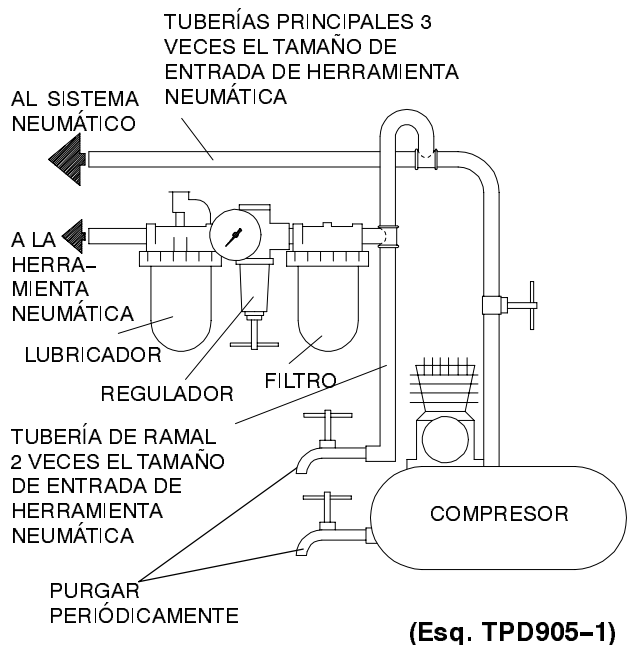 TUBERÍAS PRINCIPALES 3
VECES EL TAMAÑO DE
ENTRADA DE HERRAMIENTA
NEUMÁTICA
AL SISTEMA
NEUMÁTICO
A LA
HERRA–
MIENTA
NEUMÁTICA
LUBRICADOR
REGULADOR
FILTRO
TUBERÍA DE RAMAL
2 VECES EL TAMAÑO
DE ENTRADA DE
HERRAMIENTA
NEUMÁTICA
COMPRESOR
PURGAR
PERIÓDICAMENTE
(Esq. TPD905–1)